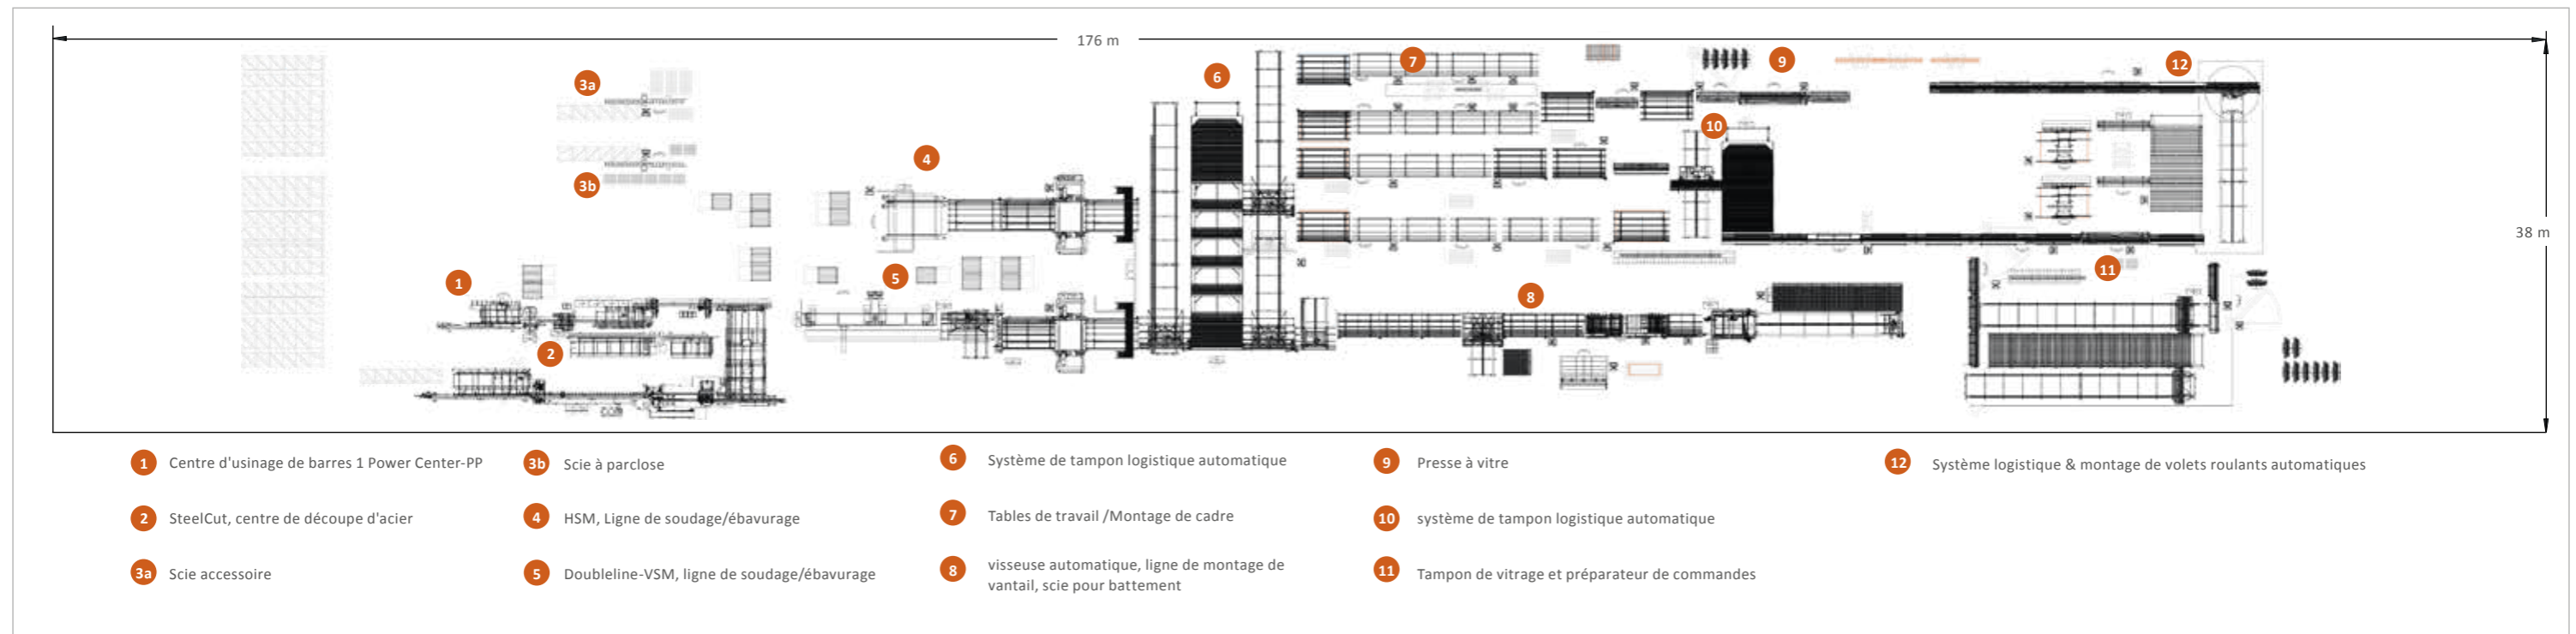 176 m
6
7
9
12
3a
10
4
3b
38 m
5
11
1
8
2
1 Centre d'usinage de barres 1 Power Center-PP
2 SteelCut, centre de découpe d'acier
3a Scie accessoire
3b Scie à parclose
4 HSM, Ligne de soudage/ébavurage
5 Doubleline-VSM, ligne de soudage/ébavurage
6 Système de tampon logistique automatique
7 Tables de travail /Montage de cadre
8 visseuse automatique, ligne de montage de
vantail, scie pour battement
9 Presse à vitre
10 système de tampon logistique automatique
11 Tampon de vitrage et préparateur de commandes
12 Système logistique & montage de volets roulants automatiques